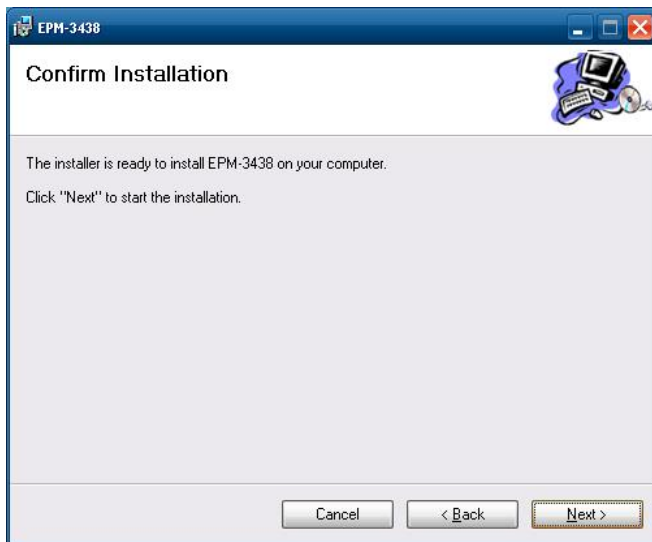 EPM-3438
Confirm Installation
The installer is ready to install EPM-3438 on your computer.
Click "Next" to start the installation.
Cancel
< Back
Next >